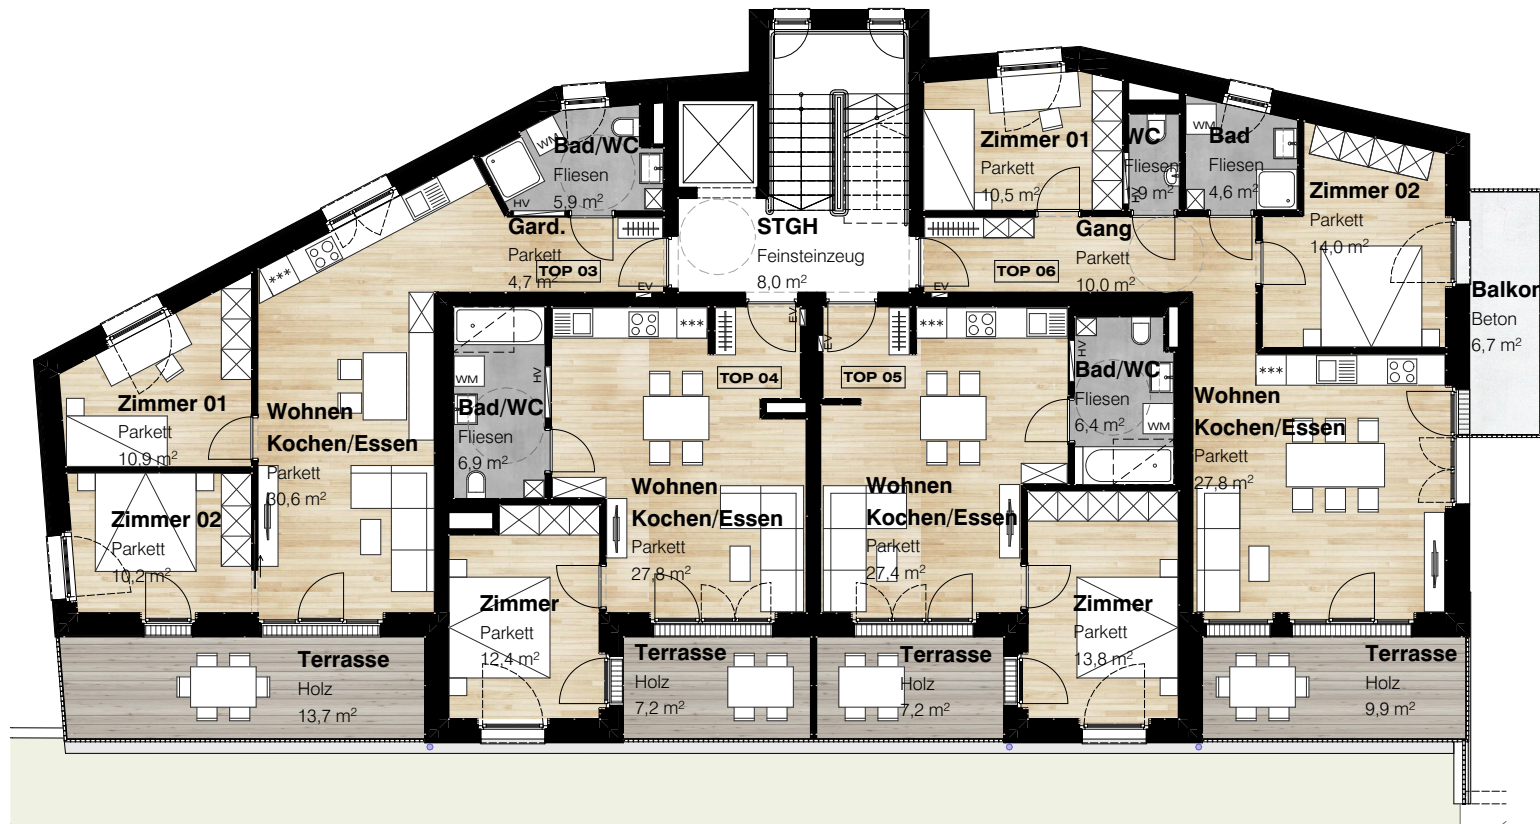 Bad/WC
Fliesen
5,9 m²
WM
HV
Gard.
Parkett
4,7 m²
TOP 03
EV
STGH
Feinsteinzeug
8,0 m²
Zimmer 01
Parkett
10,5 m²
WC
Fliesen
1,9 m²
HV
WM
Bad
Fliesen
4,6 m²
Zimmer 02
Parkett
14,0 m²
Gang
Parkett
10,0 m²
TOP 06
EV
Balkon
Beton
6,7 m²
***
Zimmer 01
Parkett
10,9 m²
Wohnen
Kochen/Essen
Parkett
30,6 m²
Zimmer 02
Parkett
10,2 m²
WM
HV
Bad/WC
Fliesen
6,9 m²
***
EV
TOP 04
Wohnen
Kochen/Essen
Parkett
27,8 m²
EV
TOP 05
***
Wohnen
Kochen/Essen
Parkett
27,4 m²
HV
Bad/WC
Fliesen
6,4 m²
WM
***
Wohnen
Kochen/Essen
Parkett
27,8 m²
Zimmer
Parkett
12,4 m²
Zimmer
Parkett
13,8 m²
Terrasse
Holz
13,7 m²
Terrasse
Holz
7,2 m²
Terrasse
Holz
7,2 m²
Terrasse
Holz
9,9 m²